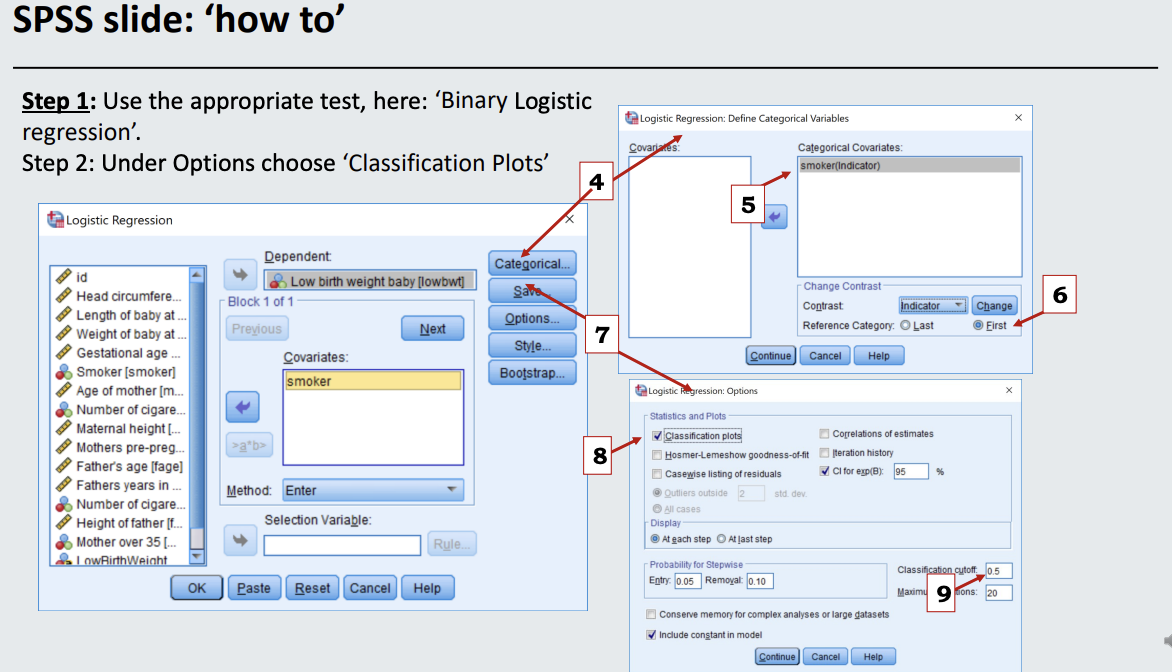 SPSS slide: ‘how to’
Step 1: Use the appropriate test, here: ‘Binary Logistic
regression’.
Step 2: Under Options choose ‘Classification Plots’
Logistic Regression
id
Head circumfere...
Length of baby at ...
Weight of baby at ...
Gestational age ...
Smoker [smoker]
Age of mother [m...
Number of cigare...
Maternal height [...
Mothers pre-preg...
Father's age [fage]
Fathers years in ...
Number of cigare...
Height of father [f...
Mother over 35 [...
LowBirthWeight
Dependent:
Low birth weight baby [lowbwt]
Block 1 of 1
Previous
Next
Covariates:
smoker
>a*b>
Method: Enter
Selection Variable:
Rule...
Categorical...
Save...
Options...
Style...
Bootstrap...
OK Paste Reset Cancel Help
4
5
6
7
8
9
Logistic Regression: Define Categorical Variables
Covariates:
Categorical Covariates:
smoker(Indicator)
Change Contrast
Contrast: Indicator Change
Reference Category: Last First
Continue Cancel Help
Logistic Regression: Options
Statistics and Plots
Classification plots
Correlations of estimates
Hosmer-Lemeshow goodness-of-fit
Iteration history
Casewise listing of residuals
CI for exp(B): 95 %
Outliers outside 2 std. dev.
All cases
Display
At each step At last step
Probability for Stepwise
Entry: 0.05 Removal: 0.10
Classification cutoff: 0.5
20
Conserve memory for complex analyses or large datasets
Include constant in model
Continue Cancel Help